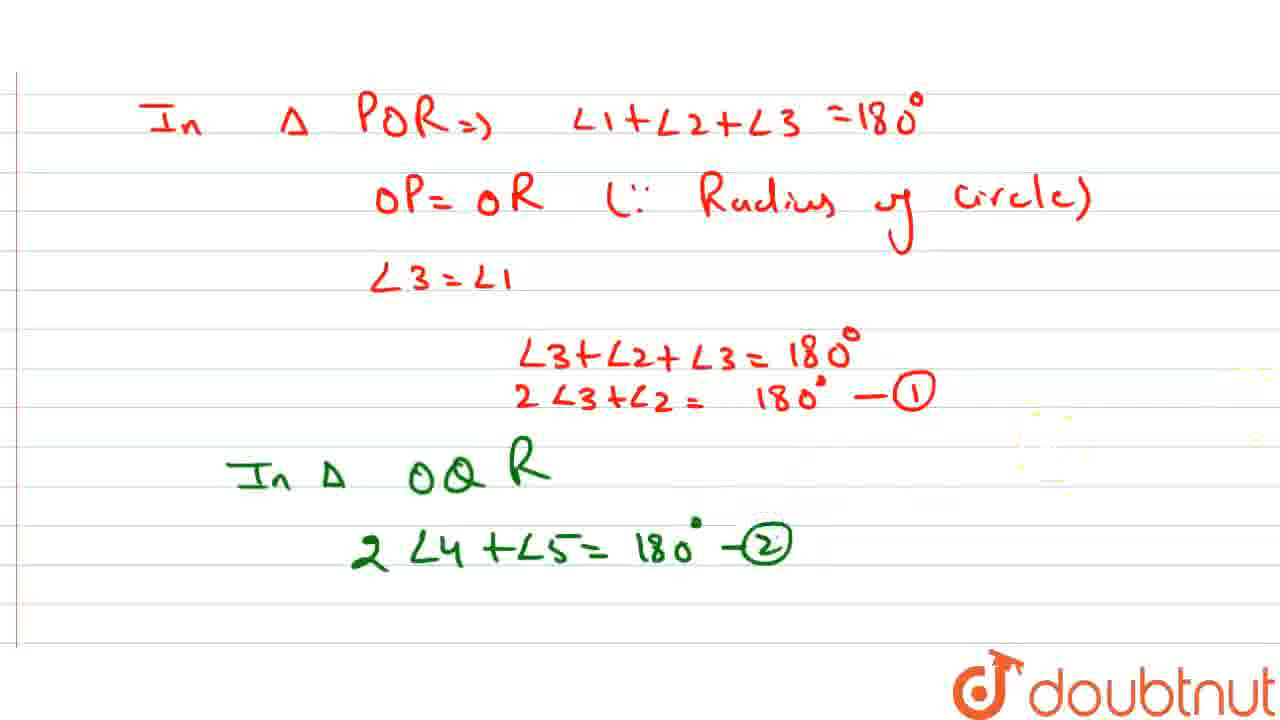 In Δ POR ⇒ ∠1+∠2+∠3 = 180°
OP = OR (∵ Radius of circle)
∠3 = ∠1
∠3+∠2+∠3 = 180°
2∠3+∠2 = 180° — ①
In Δ OQR
2∠4+∠5 = 180° — ②
doubtnut